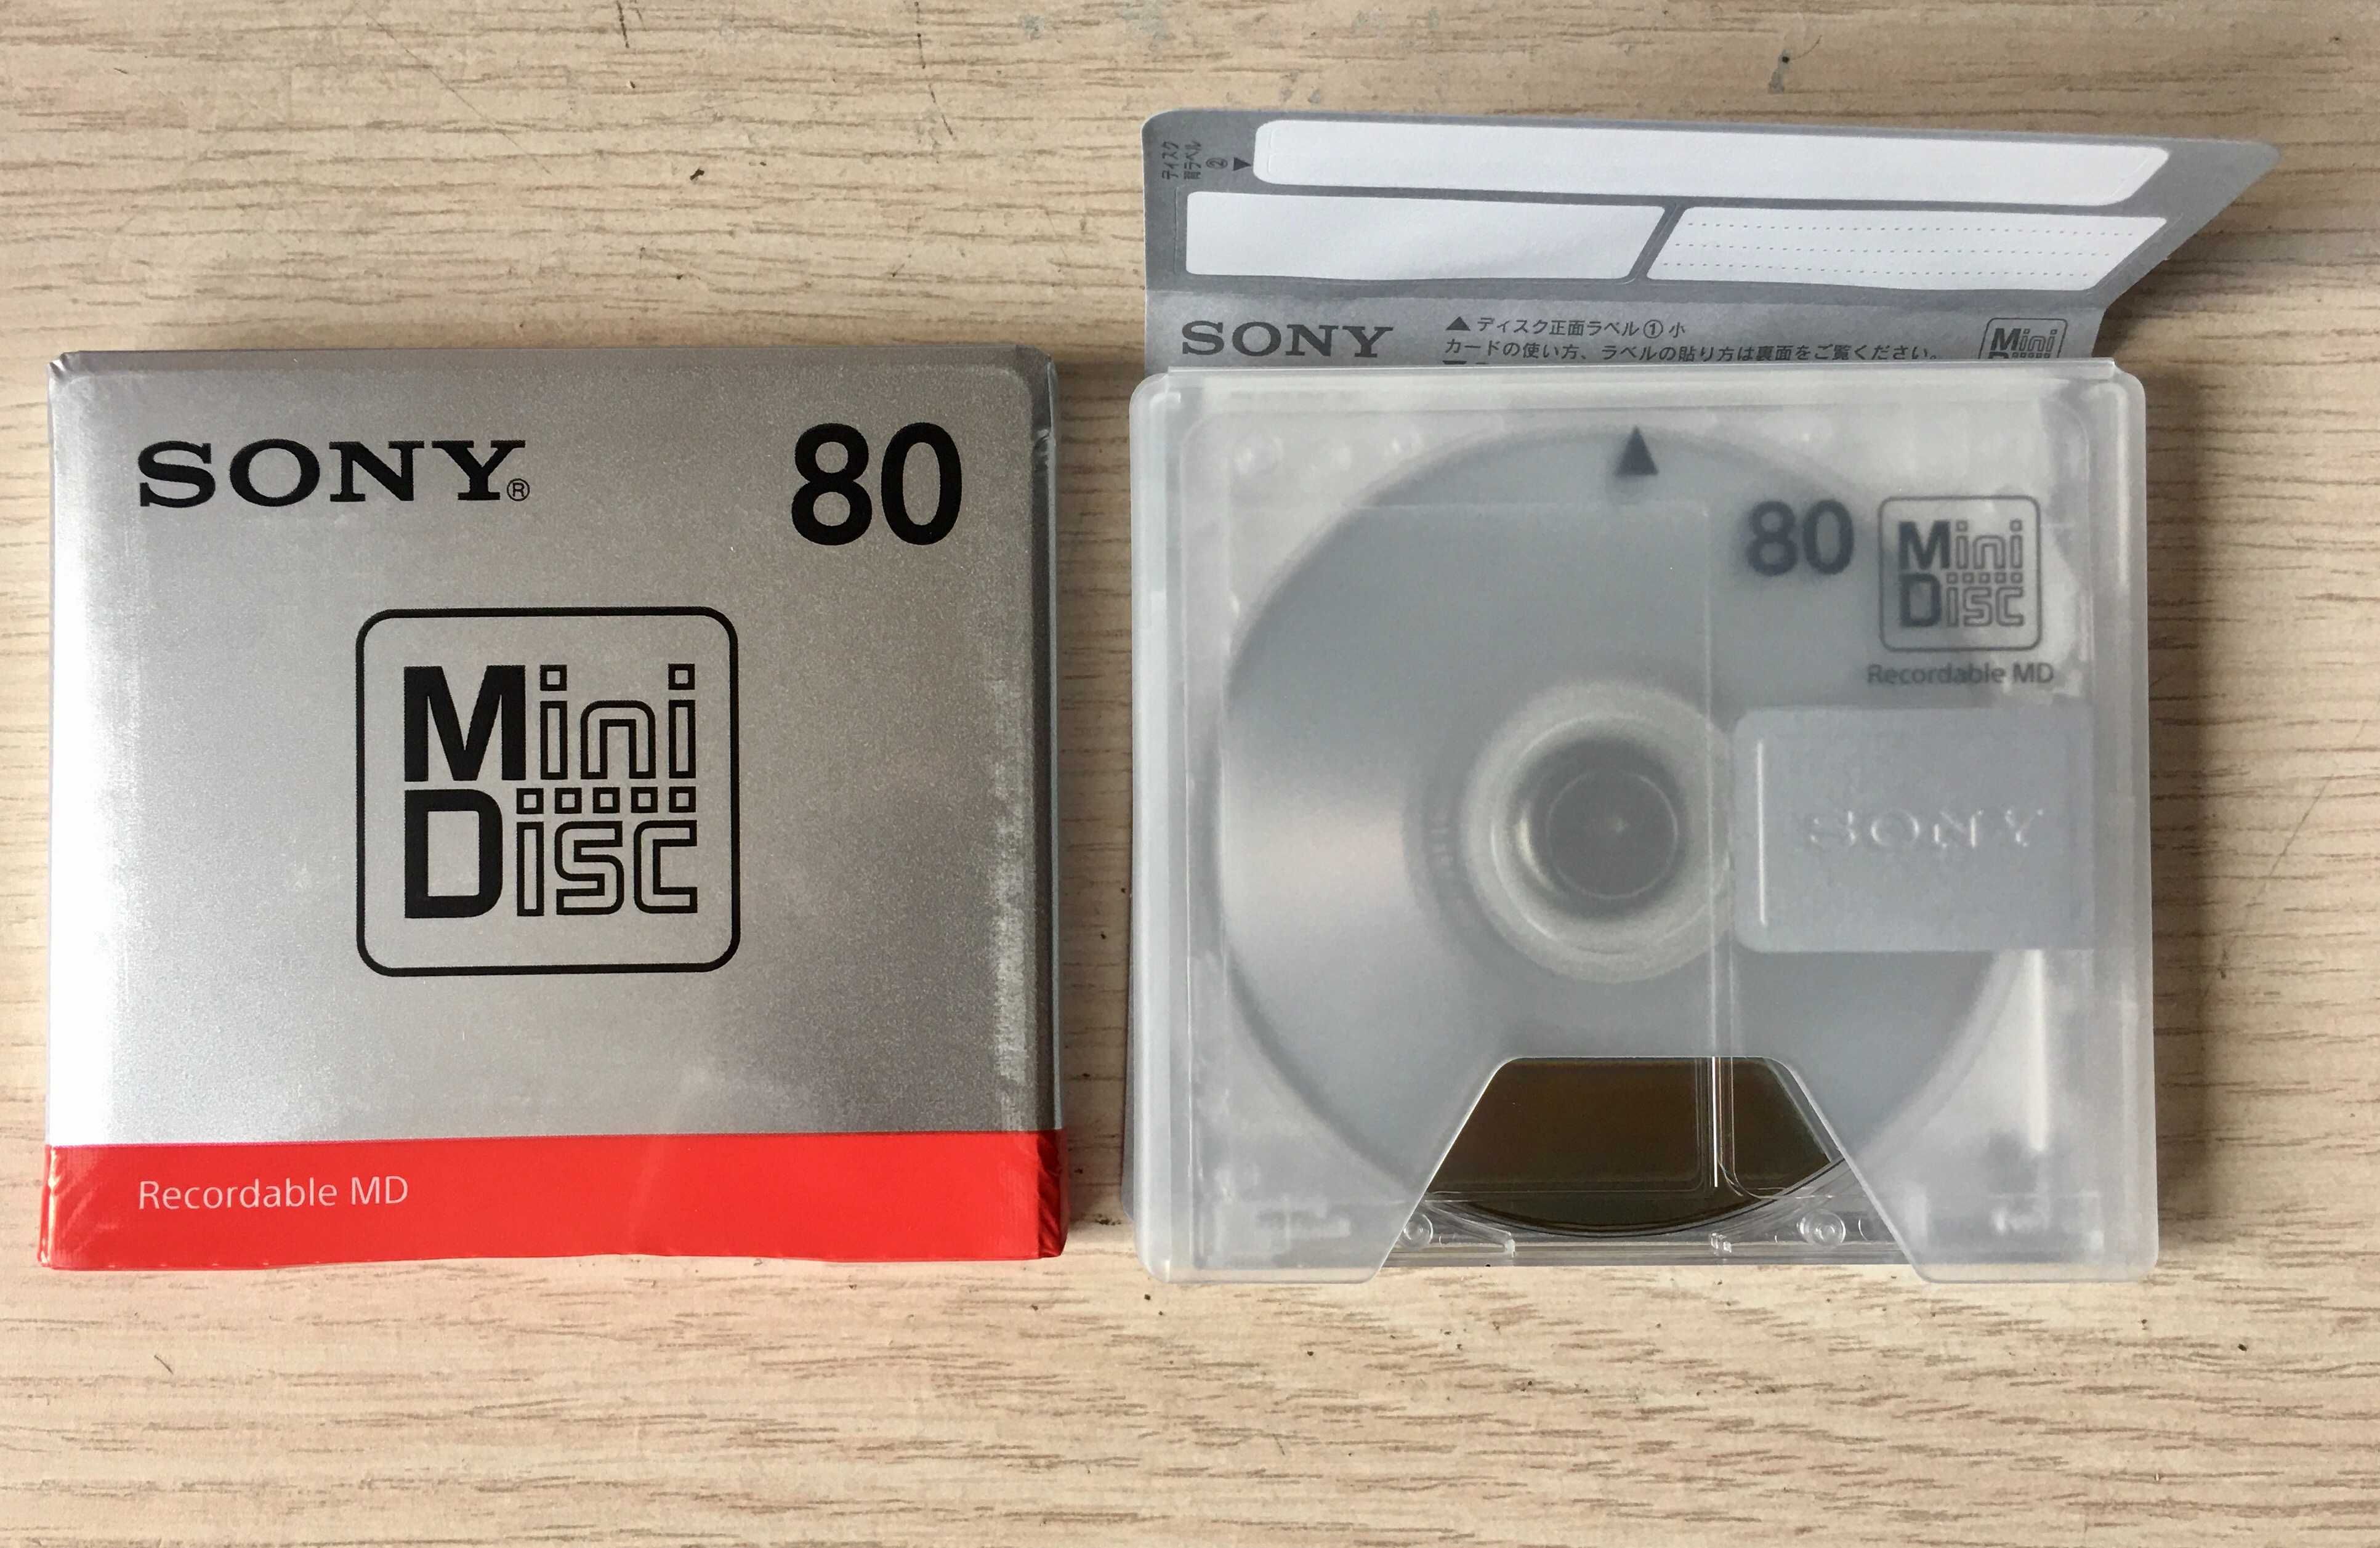 SONY®
80
Mini
Disc
Recordable MD
ディスク
背ラベル
②
▼
SONY
▲ディスク正面ラベル①小
カードの使い方、ラベルの貼り方は裏面をご覧ください。
Mini
▲
80
Mini
Disc
Recordable MD
SONY